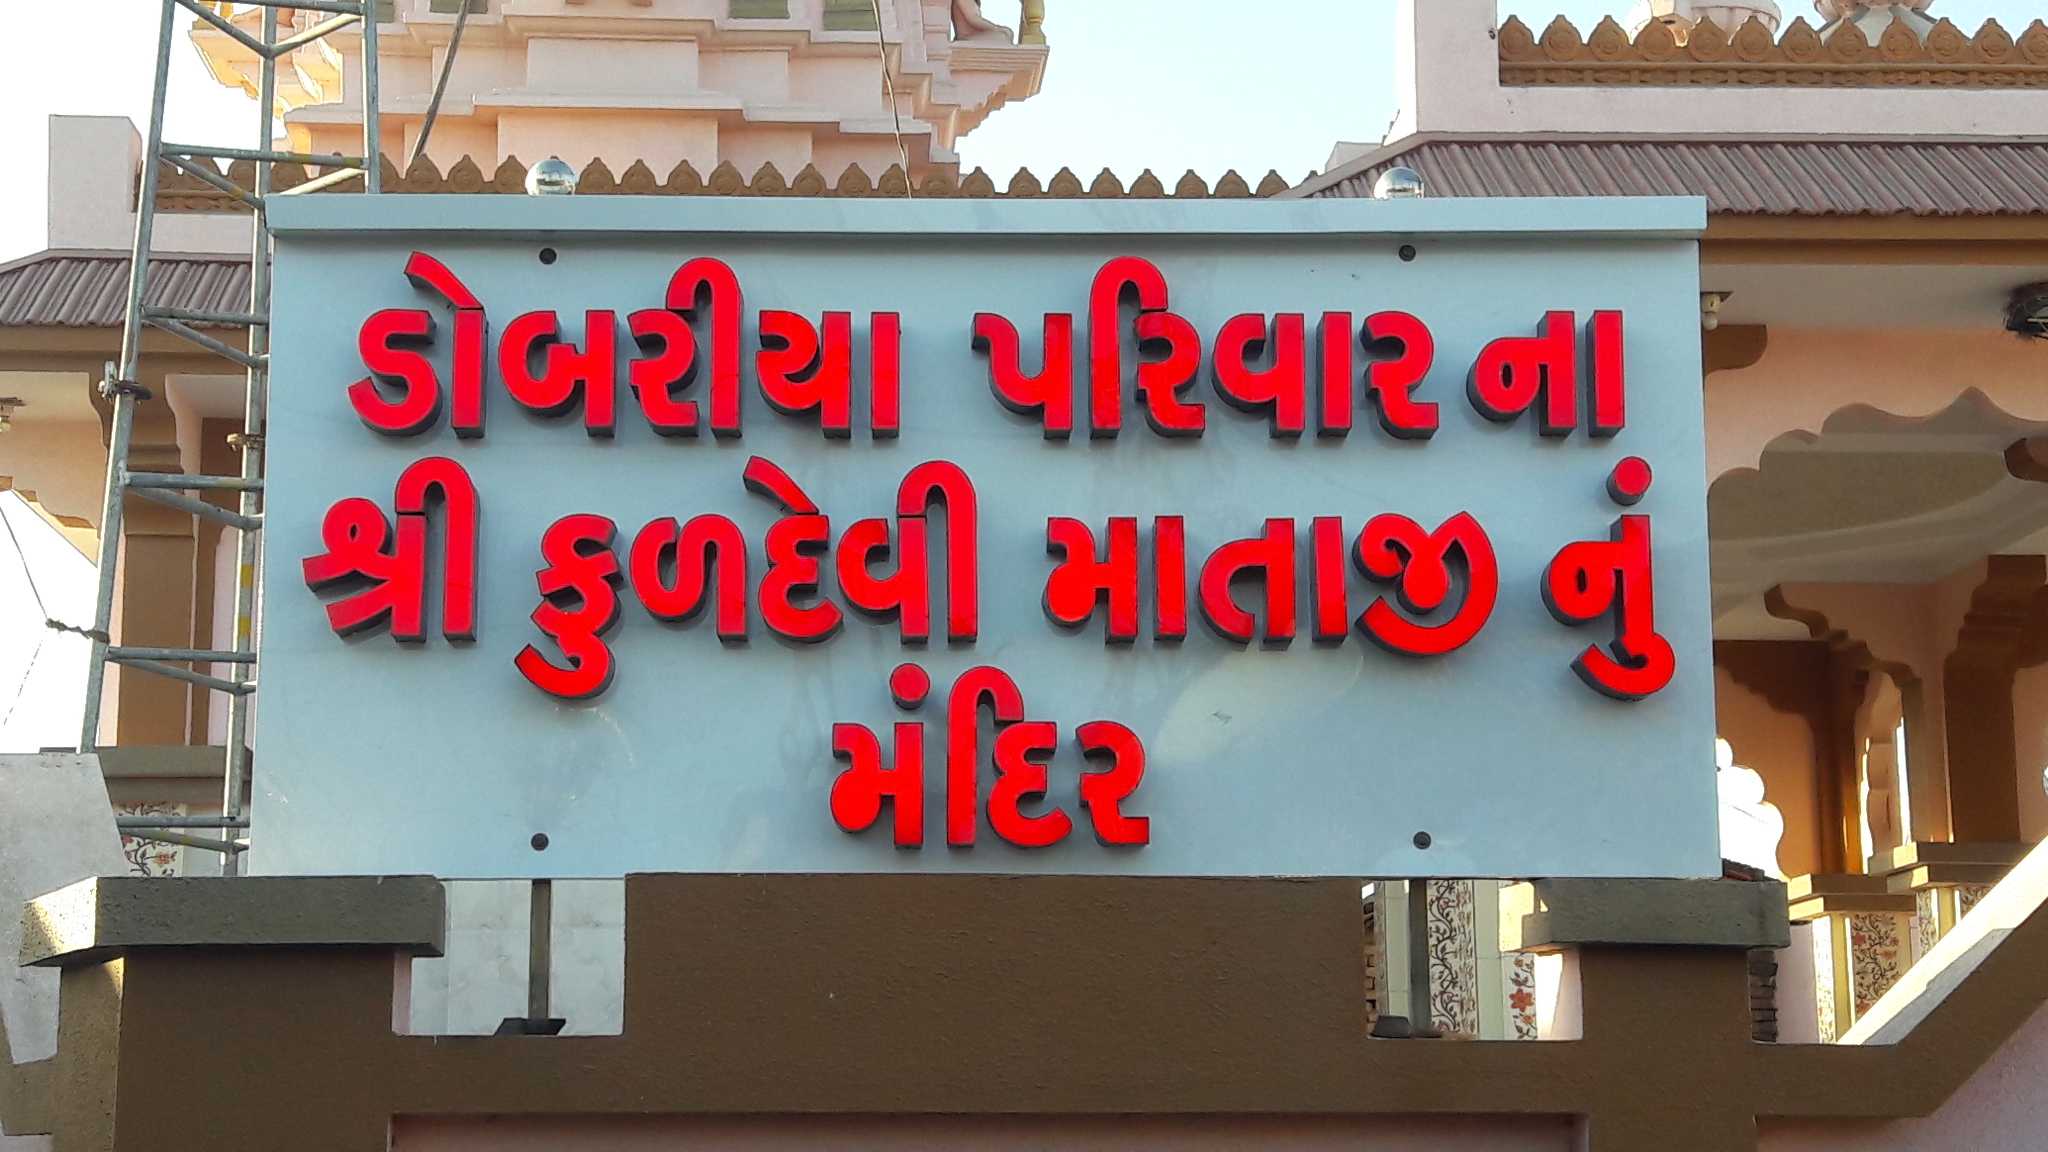 ડોબરીયા પરિવાર ના
શ્રી કુળદેવી માતાજી નું
મંદિર